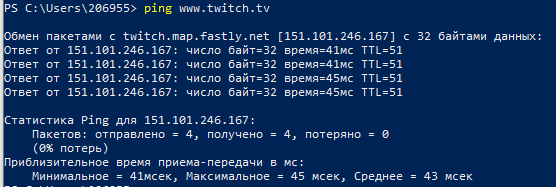 PS C:\Users\206955> ping www.twitch.tv
Обмен пакетами с twitch.map.fastly.net [151.101.246.167] с 32 байтами данных:
Ответ от 151.101.246.167: число байт=32 время=41мс TTL=51
Ответ от 151.101.246.167: число байт=32 время=41мс TTL=51
Ответ от 151.101.246.167: число байт=32 время=45мс TTL=51
Ответ от 151.101.246.167: число байт=32 время=45мс TTL=51
Статистика Ping для 151.101.246.167:
Пакетов: отправлено = 4, получено = 4, потеряно = 0
(0% потерь)
Приблизительное время приема-передачи в мс:
Минимальное = 41мсек, Максимальное = 45 мсек, Среднее = 43 мсек
PS C:\Users\206955>